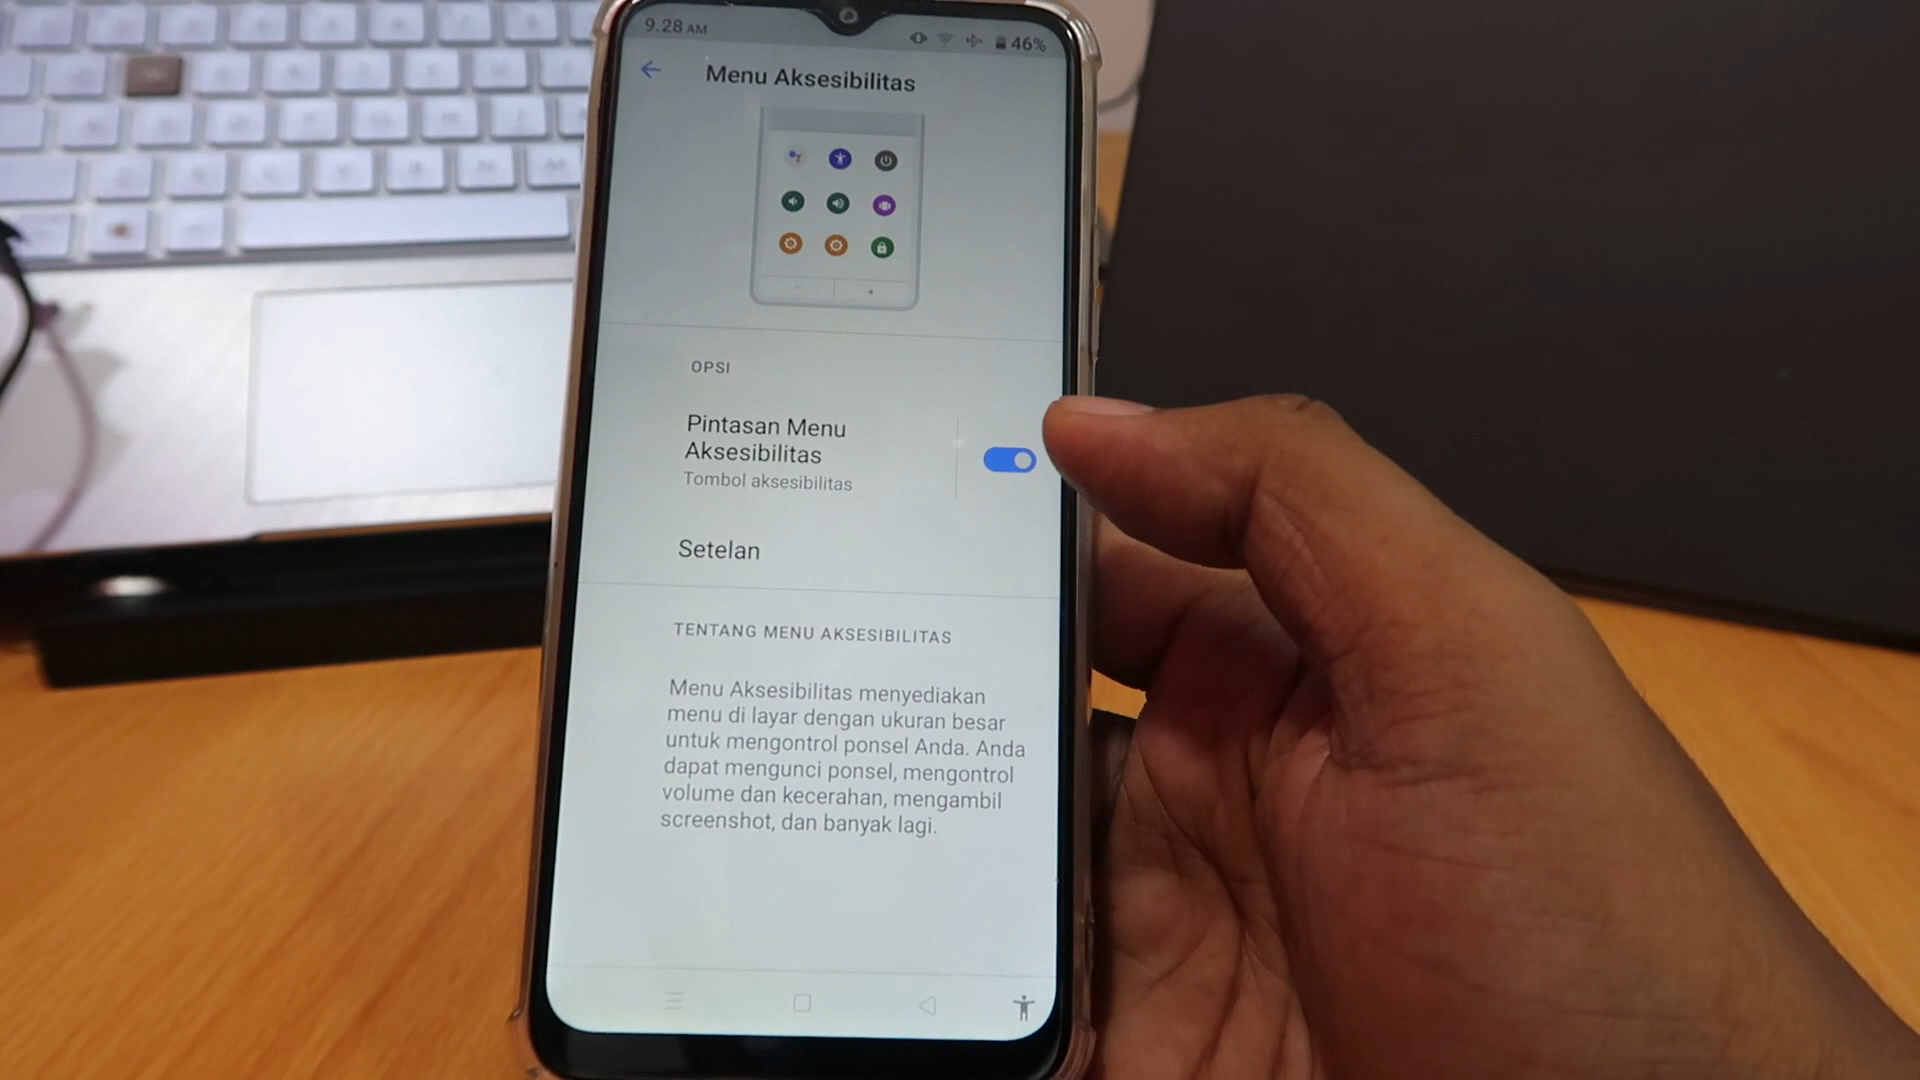 9.28 AM
46%
Menu Aksesibilitas
OPSI
Pintasan Menu
Aksesibilitas
Tombol aksesibilitas
Setelan
TENTANG MENU AKSESIBILITAS
Menu Aksesibilitas menyediakan
menu di layar dengan ukuran besar
untuk mengontrol ponsel Anda. Anda
dapat mengunci ponsel, mengontrol
volume dan kecerahan, mengambil
screenshot, dan banyak lagi.